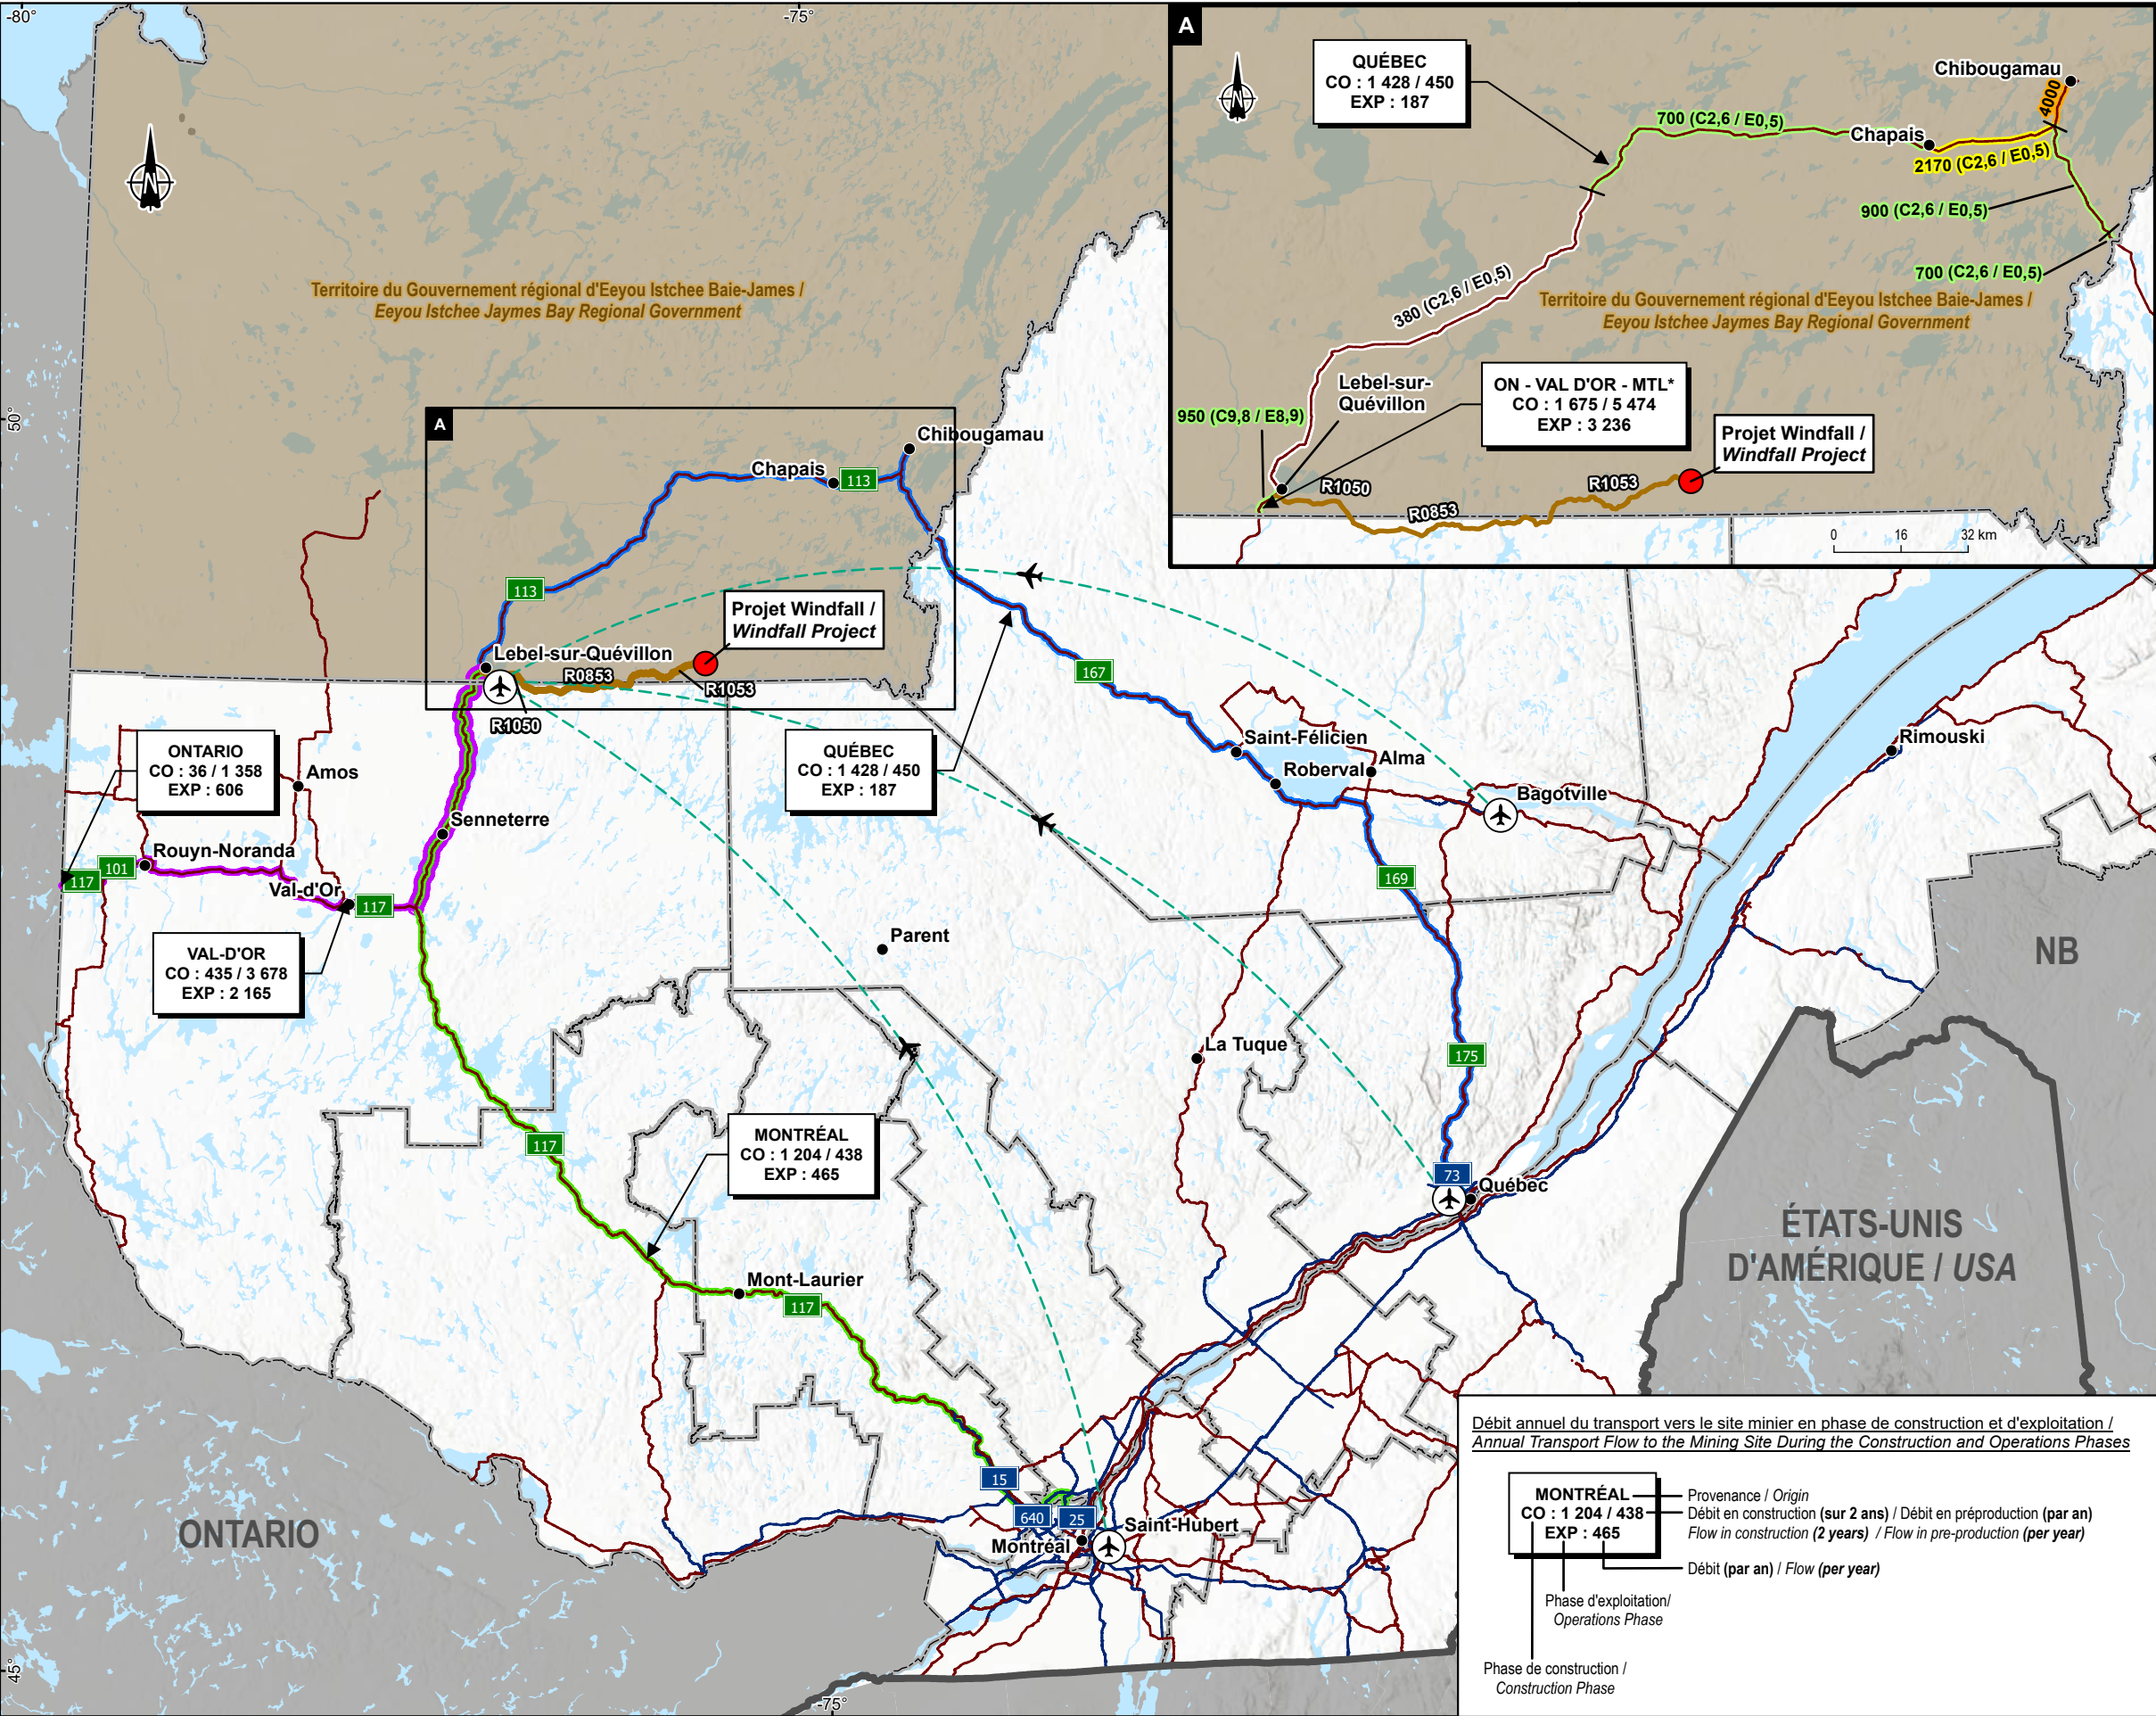 -80°
-75°
50°
45°
-75°
Territoire du Gouvernement régional d'Eeyou Istchee Baie-James /
Eeyou Istchee Jaymes Bay Regional Government
A
Chibougamau
Chapais
113
113
Projet Windfall /
Windfall Project
Lebel-sur-Quévillon
R0853
R1053
R1050
167
ONTARIO
CO : 36 / 1 358
EXP : 606
Amos
QUÉBEC
CO : 1 428 / 450
EXP : 187
Saint-Félicien
Roberval
Alma
Bagotville
Rimouski
Senneterre
Rouyn-Noranda
101
117
Val-d'Or
117
169
VAL-D'OR
CO : 435 / 3 678
EXP : 2 165
Parent
NB
La Tuque
175
117
MONTRÉAL
CO : 1 204 / 438
EXP : 465
73
Québec
ÉTATS-UNIS
D'AMÉRIQUE / USA
Mont-Laurier
117
15
640
25
Saint-Hubert
Montréal
ONTARIO
A
QUÉBEC
CO : 1 428 / 450
EXP : 187
Chibougamau
4000
700 (C2,6 / E0,5)
Chapais
2170 (C2,6 / E0,5)
900 (C2,6 / E0,5)
700 (C2,6 / E0,5)
380 (C2,6 / E0,5)
Territoire du Gouvernement régional d'Eeyou Istchee Baie-James /
Eeyou Istchee Jaymes Bay Regional Government
Lebel-sur-
Quévillon
950 (C9,8 / E8,9)
ON - VAL D'OR - MTL*
CO : 1 675 / 5 474
EXP : 3 236
Projet Windfall /
Windfall Project
R1050
R0853
R1053
0 16 32 km
Débit annuel du transport vers le site minier en phase de construction et d'exploitation /
Annual Transport Flow to the Mining Site During the Construction and Operations Phases
MONTRÉAL
CO : 1 204 / 438
EXP : 465
Provenance / Origin
Débit en construction (sur 2 ans) / Débit en préproduction (par an)
Flow in construction (2 years) / Flow in pre-production (per year)
Débit (par an) / Flow (per year)
Phase d'exploitation/
Operations Phase
Phase de construction /
Construction Phase